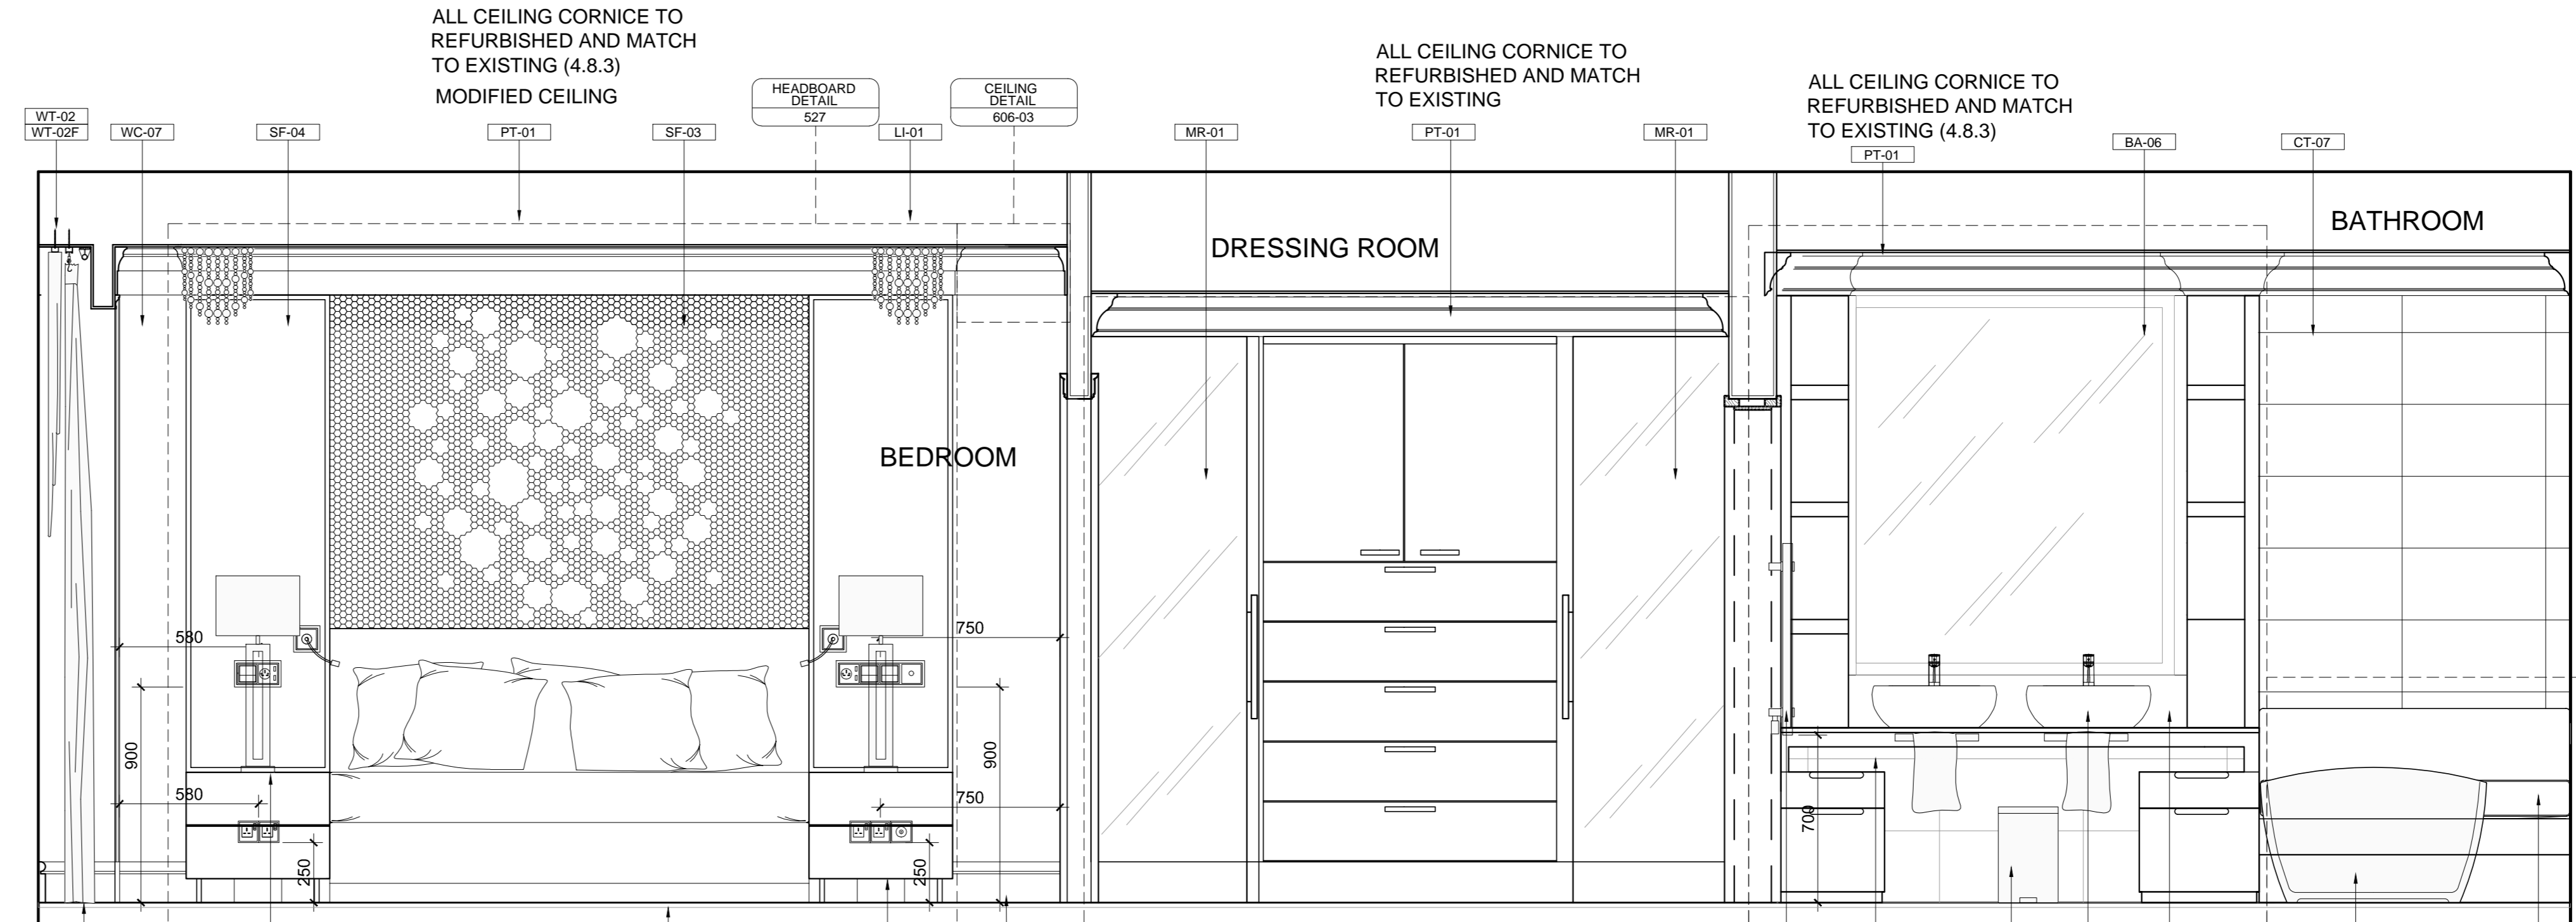 ALL CEILING CORNICE TO
REFURBISHED AND MATCH
TO EXISTING (4.8.3)
MODIFIED CEILING
ALL CEILING CORNICE TO
REFURBISHED AND MATCH
TO EXISTING
ALL CEILING CORNICE TO
REFURBISHED AND MATCH
TO EXISTING (4.8.3)
HEADBOARD
DETAIL
527
CEILING
DETAIL
606-03
WT-02
WT-02F
WC-07
SF-04
PT-01
SF-03
LI-01
MR-01
PT-01
MR-01
PT-01
BA-06
CT-07
BATHROOM
DRESSING ROOM
BEDROOM
580
750
900
900
580
750
700
250
250